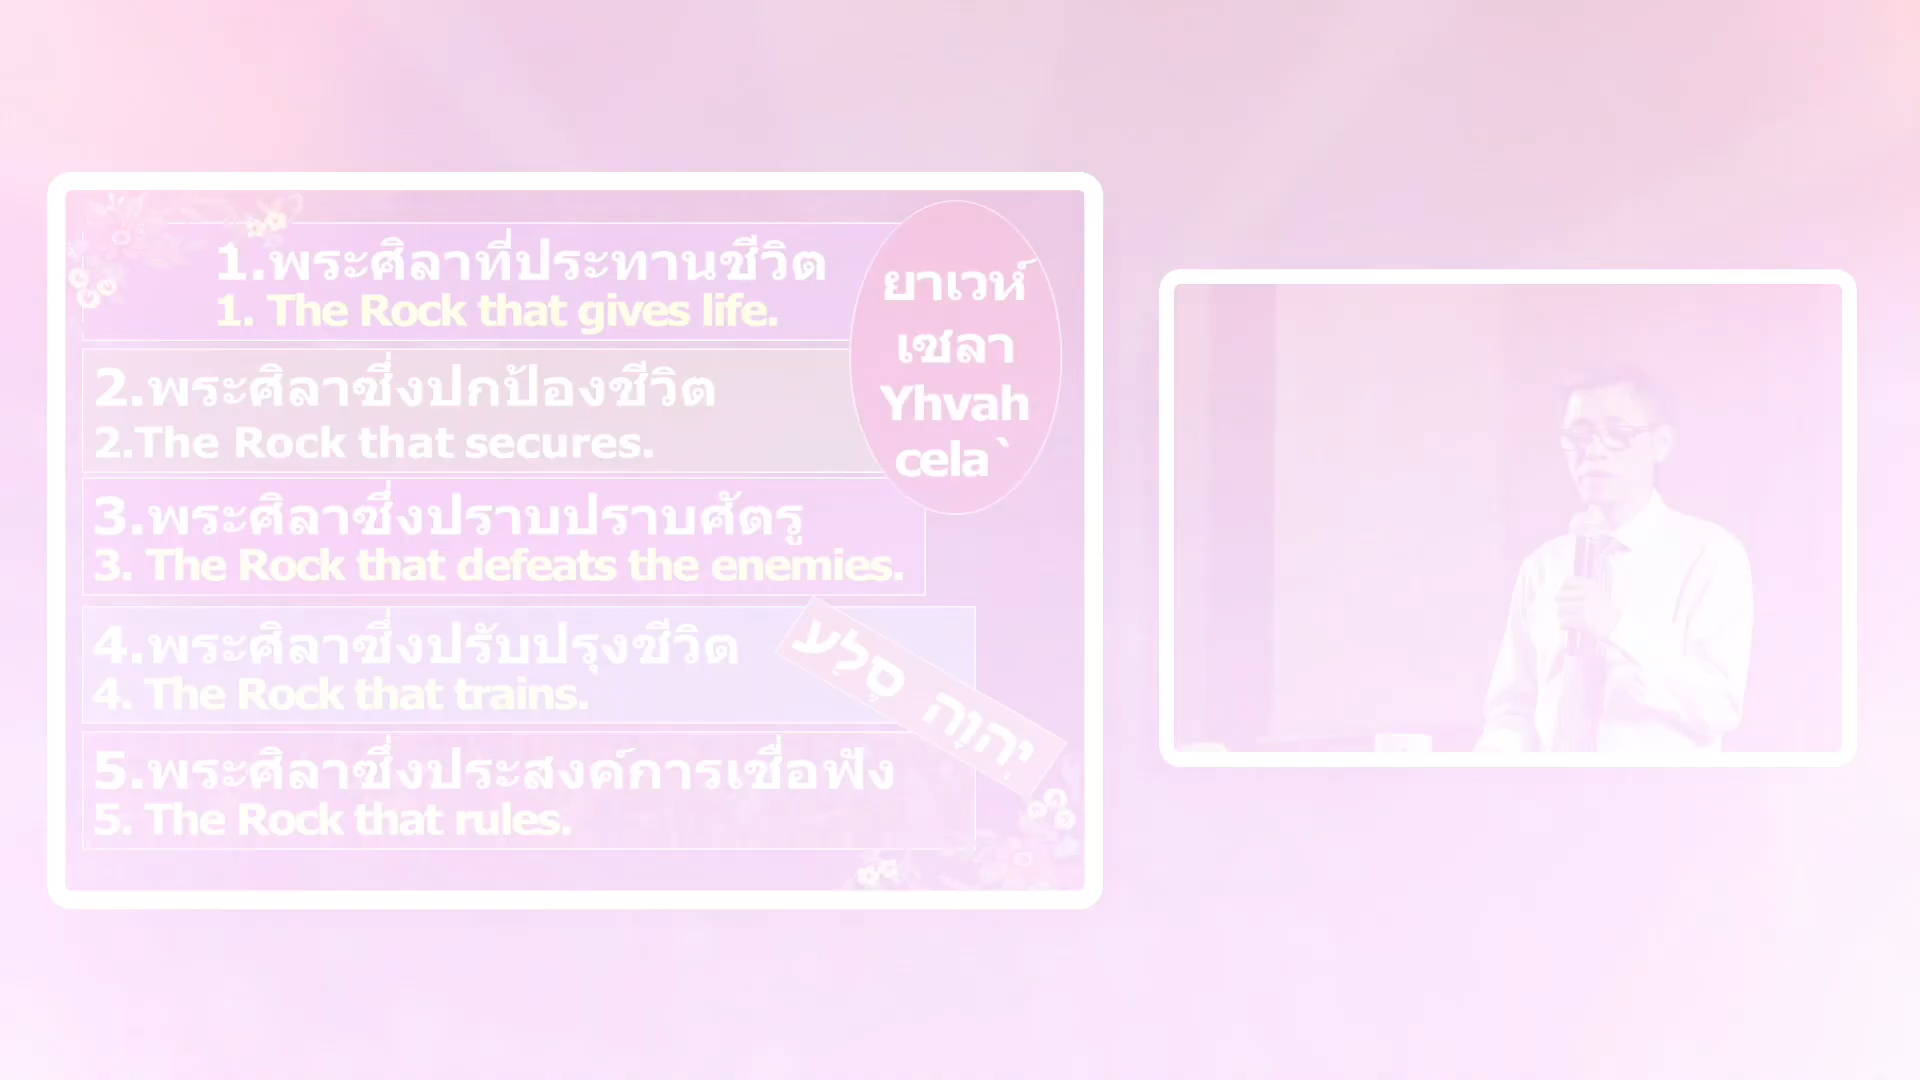 1.พระศิลาที่ประทานชีวิต
1. The Rock that gives life.
2.พระศิลาซึ่งปกป้องชีวิต
2.The Rock that secures.
3.พระศิลาซึ่งปราบปราบศัตรู
3. The Rock that defeats the enemies.
4.พระศิลาซึ่งปรับปรุงชีวิต
4. The Rock that trains.
5.พระศิลาซึ่งประสงค์การเชื่อฟัง
5. The Rock that rules.
ยาเวห์
เซลา
Yhvah
cela`
יְהוָה סֶלַע